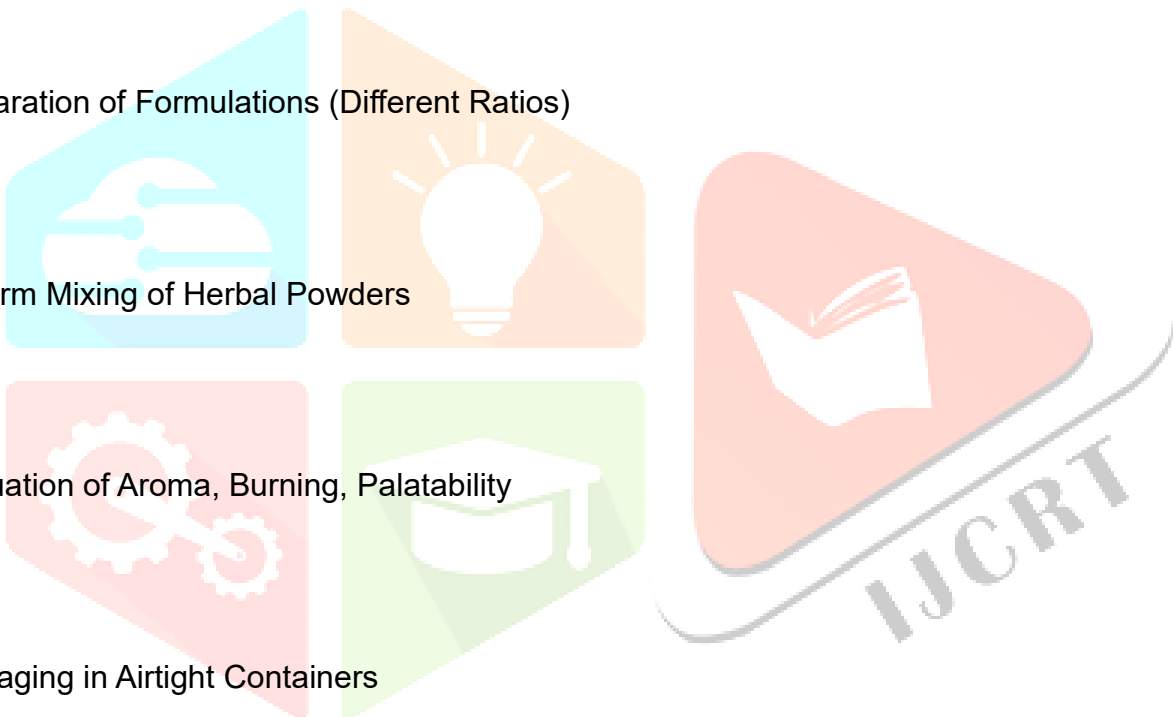 aration of Formulations (Different Ratios)
rm Mixing of Herbal Powders
uation of Aroma, Burning, Palatability
aging in Airtight Containers
IJCRT